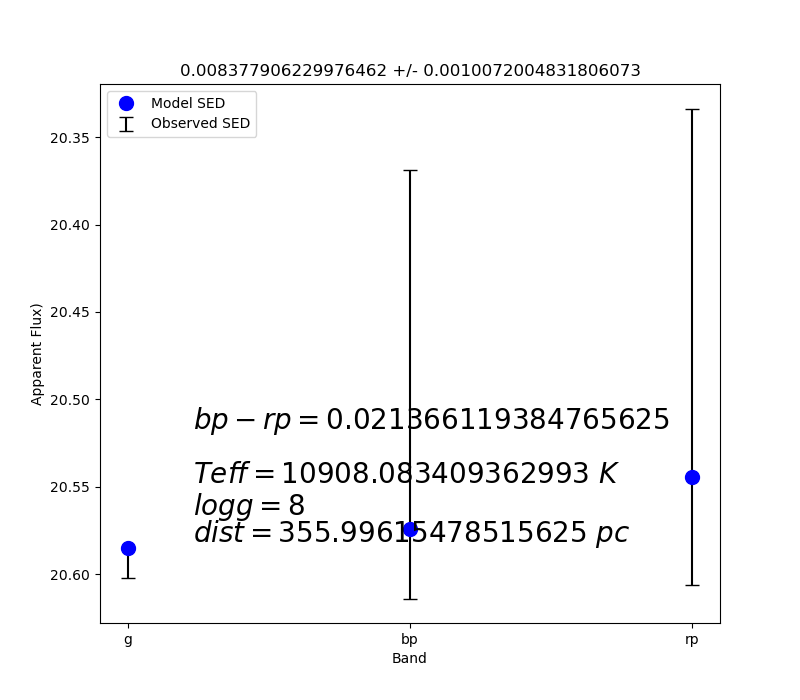 0.008377906229976462 +/- 0.0010072004831806073
Model SED
Observed SED
20.35
20.40
20.45
20.50
20.55
20.60
Apparent Flux)
bp − rp = 0.021366119384765625
Teff = 10908.083409362993 K
logg = 8
dist = 355.99615478515625 pc
g
bp
rp
Band